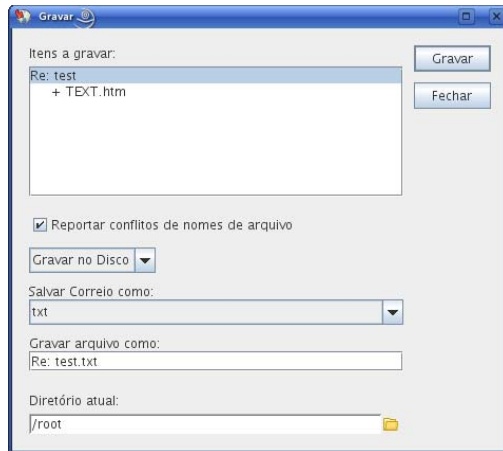 Gravar
Itens a gravar:
Re: test
+ TEXT.htm
Gravar
Fechar
Reportar conflitos de nomes de arquivo
Gravar no Disco
Salvar Correio como:
txt
Gravar arquivo como:
Re: test.txt
Diretório atual:
/root